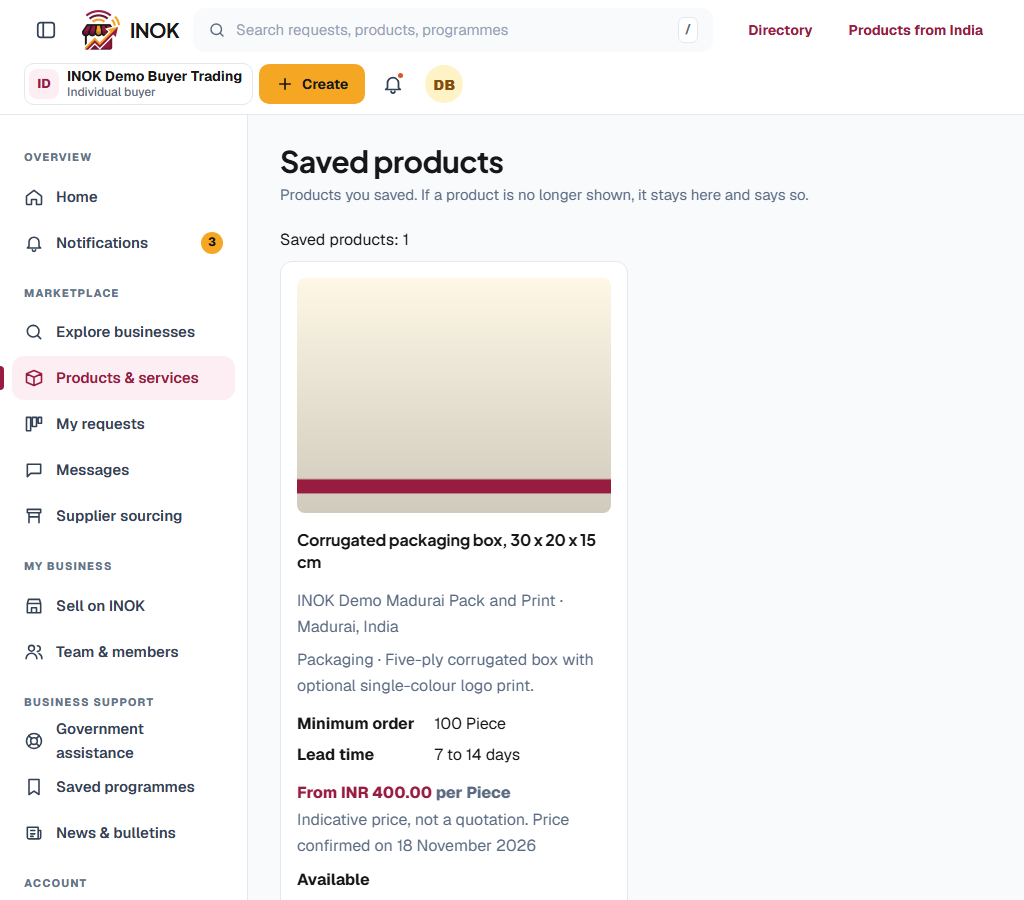 INOK
Search requests, products, programmes
/
Directory
Products from India
ID
INOK Demo Buyer Trading
Individual buyer
Create
DB
OVERVIEW
Home
Notifications
3
MARKETPLACE
Explore businesses
Products & services
My requests
Messages
Supplier sourcing
MY BUSINESS
Sell on INOK
Team & members
BUSINESS SUPPORT
Government
assistance
Saved programmes
News & bulletins
ACCOUNT
Saved products
Products you saved. If a product is no longer shown, it stays here and says so.
Saved products: 1
Corrugated packaging box, 30 x 20 x 15
cm
INOK Demo Madurai Pack and Print ·
Madurai, India
Packaging · Five-ply corrugated box with
optional single-colour logo print.
Minimum order 100 Piece
Lead time 7 to 14 days
From INR 400.00 per Piece
Indicative price, not a quotation. Price
confirmed on 18 November 2026
Available